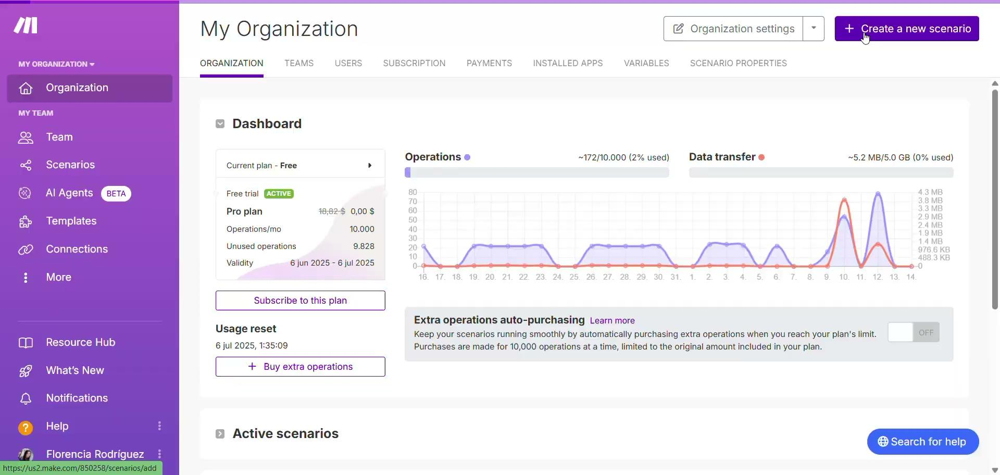 My Organization
Organization settings
+ Create a new scenario
ORGANIZATION TEAMS USERS SUBSCRIPTION PAYMENTS INSTALLED APPS VARIABLES SCENARIO PROPERTIES
MY ORGANIZATION
Organization
MY TEAM
Team
Scenarios
AI Agents BETA
Templates
Connections
More
Resource Hub
What's New
Notifications
? Help
Florencia Rodríguez
https://us2.make.com/850258/scenarios/add
Dashboard
Current plan - Free
Free trial ACTIVE
Pro plan 18,82 $ 0,00 $
Operations/mo 10.000
Unused operations 9.828
Validity 6 jun 2025 - 6 jul 2025
Subscribe to this plan
Usage reset
6 jul 2025, 1:35:09
+ Buy extra operations
Operations ~172/10.000 (2% used)
Data transfer ~5.2 MB/5.0 GB (0% used)
80 4.3 MB
70 3.8 MB
60 3.3 MB
50 2.9 MB
40 2.4 MB
30 1.9 MB
20 1.4 MB
10 976.6 KB
488.3 KB
0 0
16. 17. 18. 19. 20. 21. 22. 23. 24. 25. 26. 27. 28. 29. 30. 31. 1. 2. 3. 4. 5. 6. 7. 8. 9. 10. 11. 12. 13. 14.
Extra operations auto-purchasing Learn more
Keep your scenarios running smoothly by automatically purchasing extra operations when you reach your plan's limit.
Purchases are made for 10,000 operations at a time, limited to the original amount included in your plan.
OFF
Active scenarios
Search for help